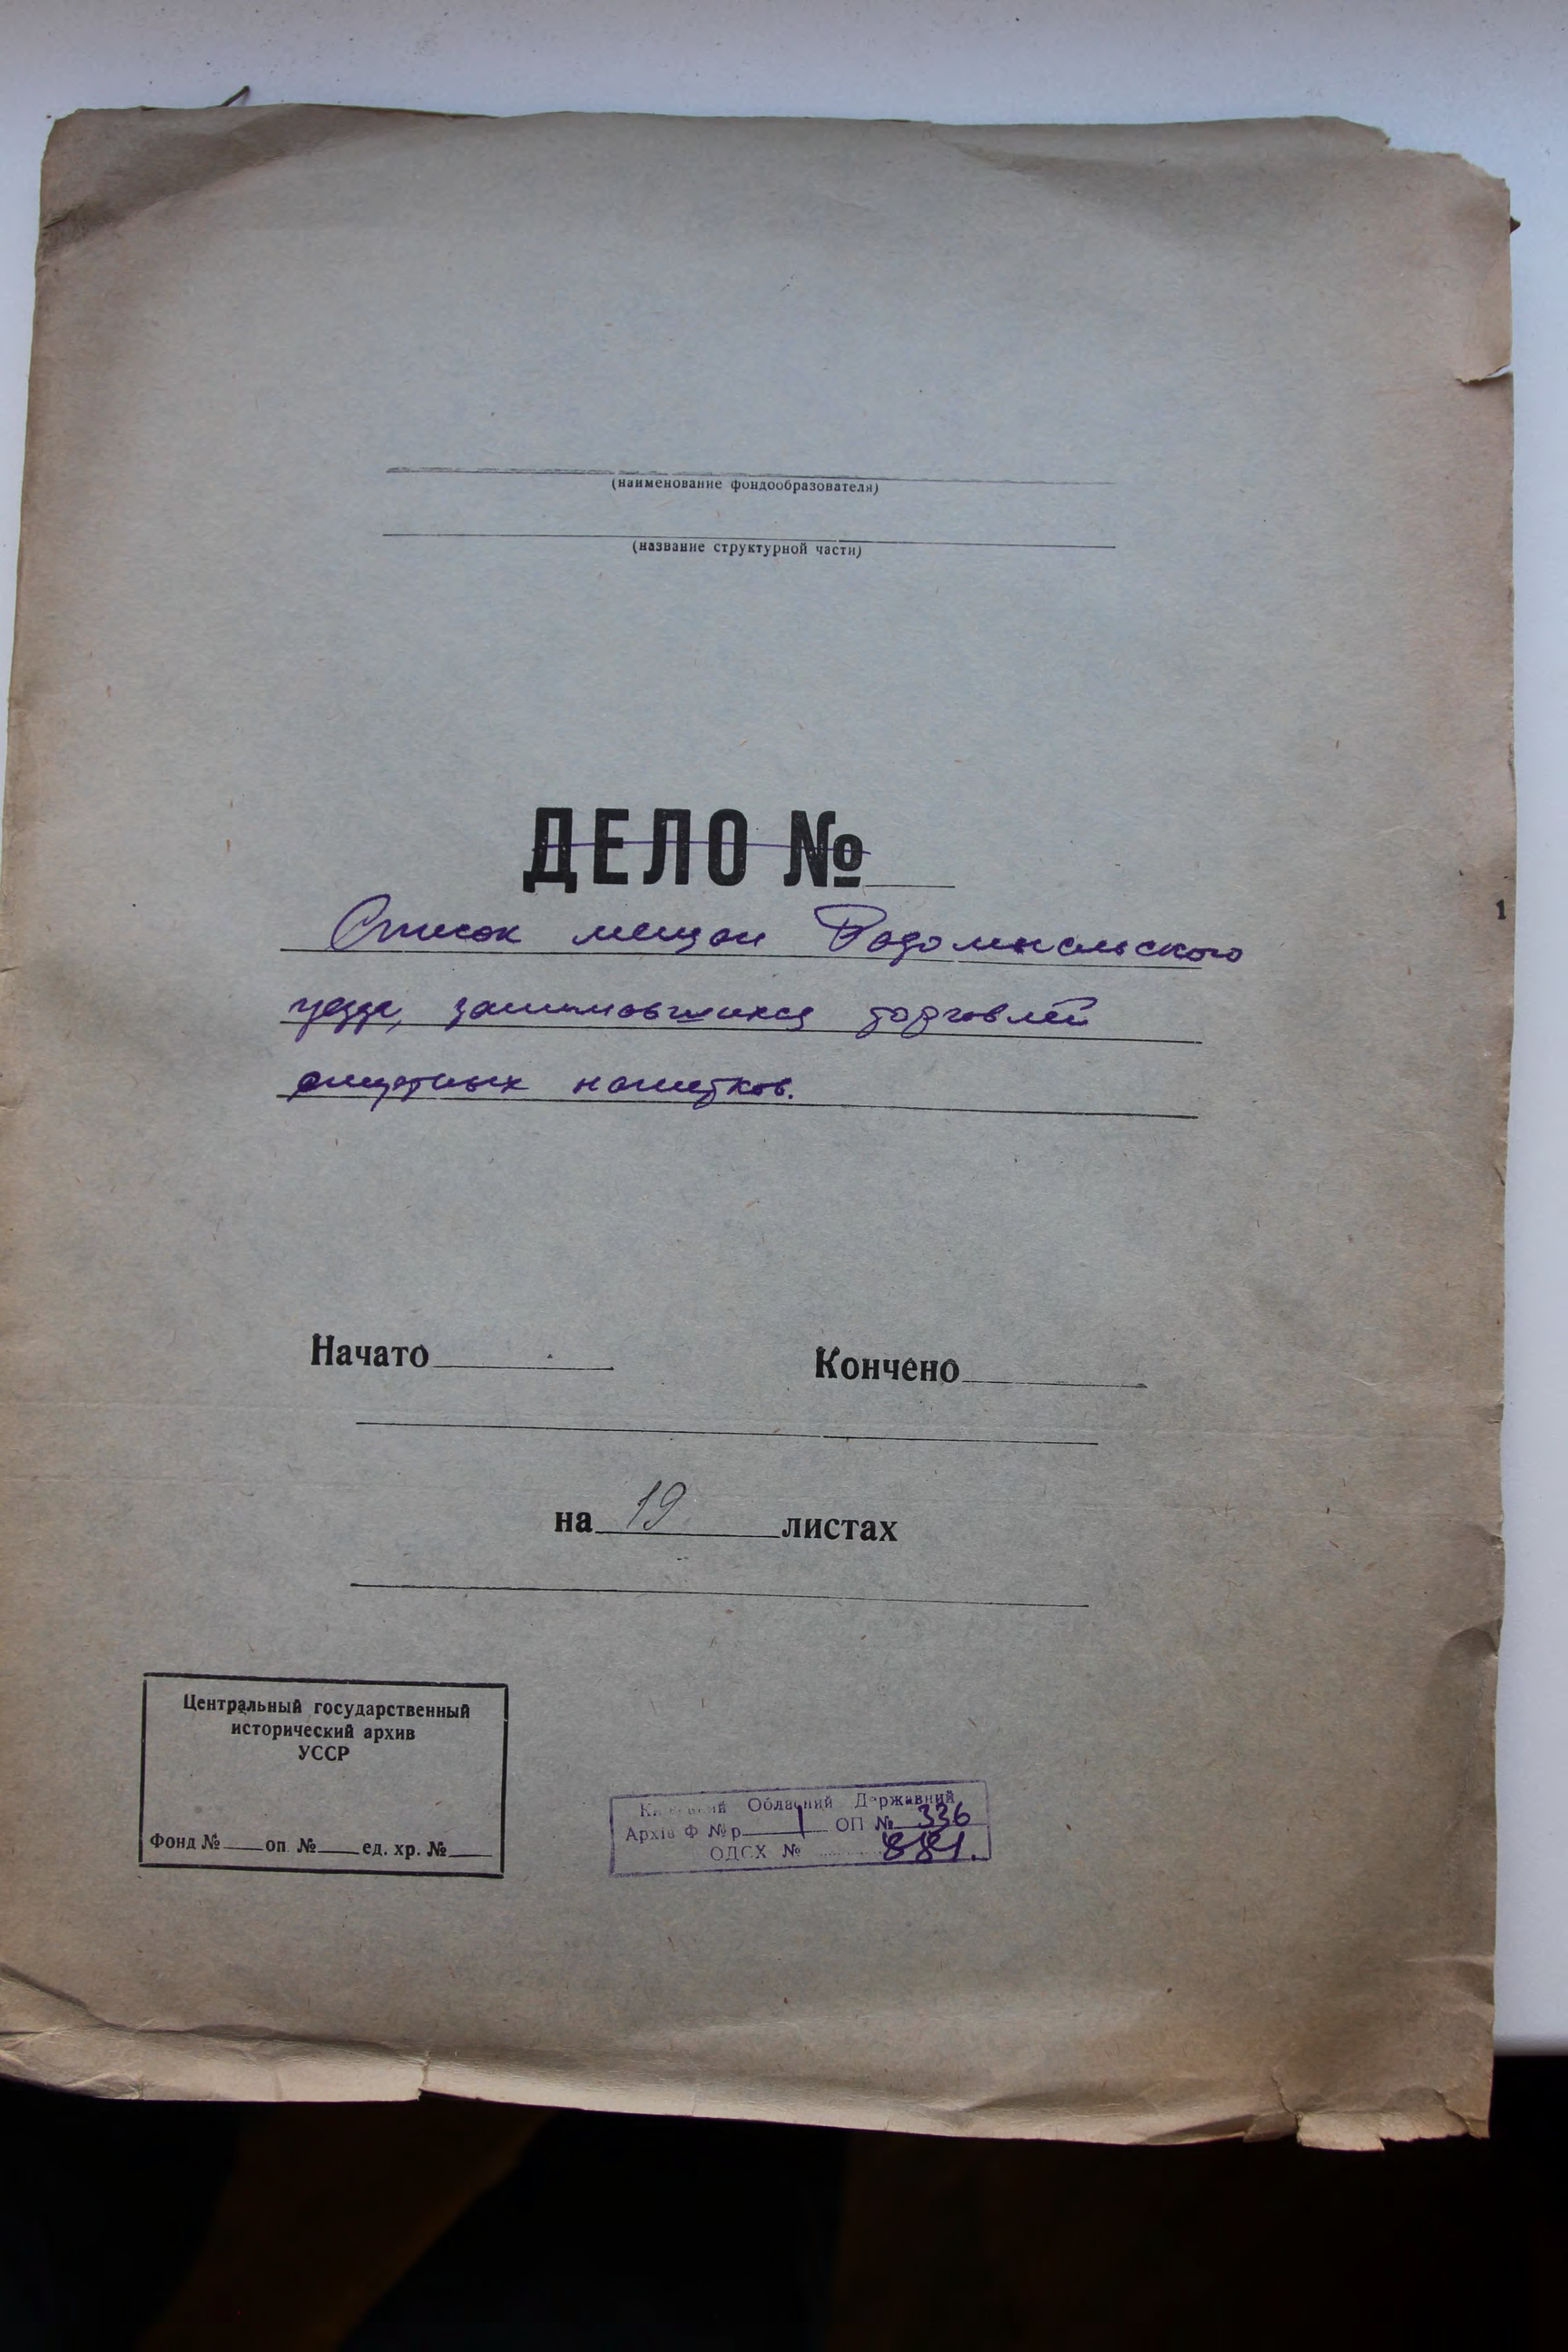 (наименование фондообразователя)
(название структурной части)
ДЕЛО №
Список мещан Радомысльского
уезда, занимавшихся торговлей
спиртных напитков.
1
Начато Кончено
на 19 листах
Центральный государственный
исторический архив
УССР
Фонд № оп № ед. хр. №
Київський Обласний Державний
Архів Ф № р 1 ОП № 336
ОДСХ № 881.